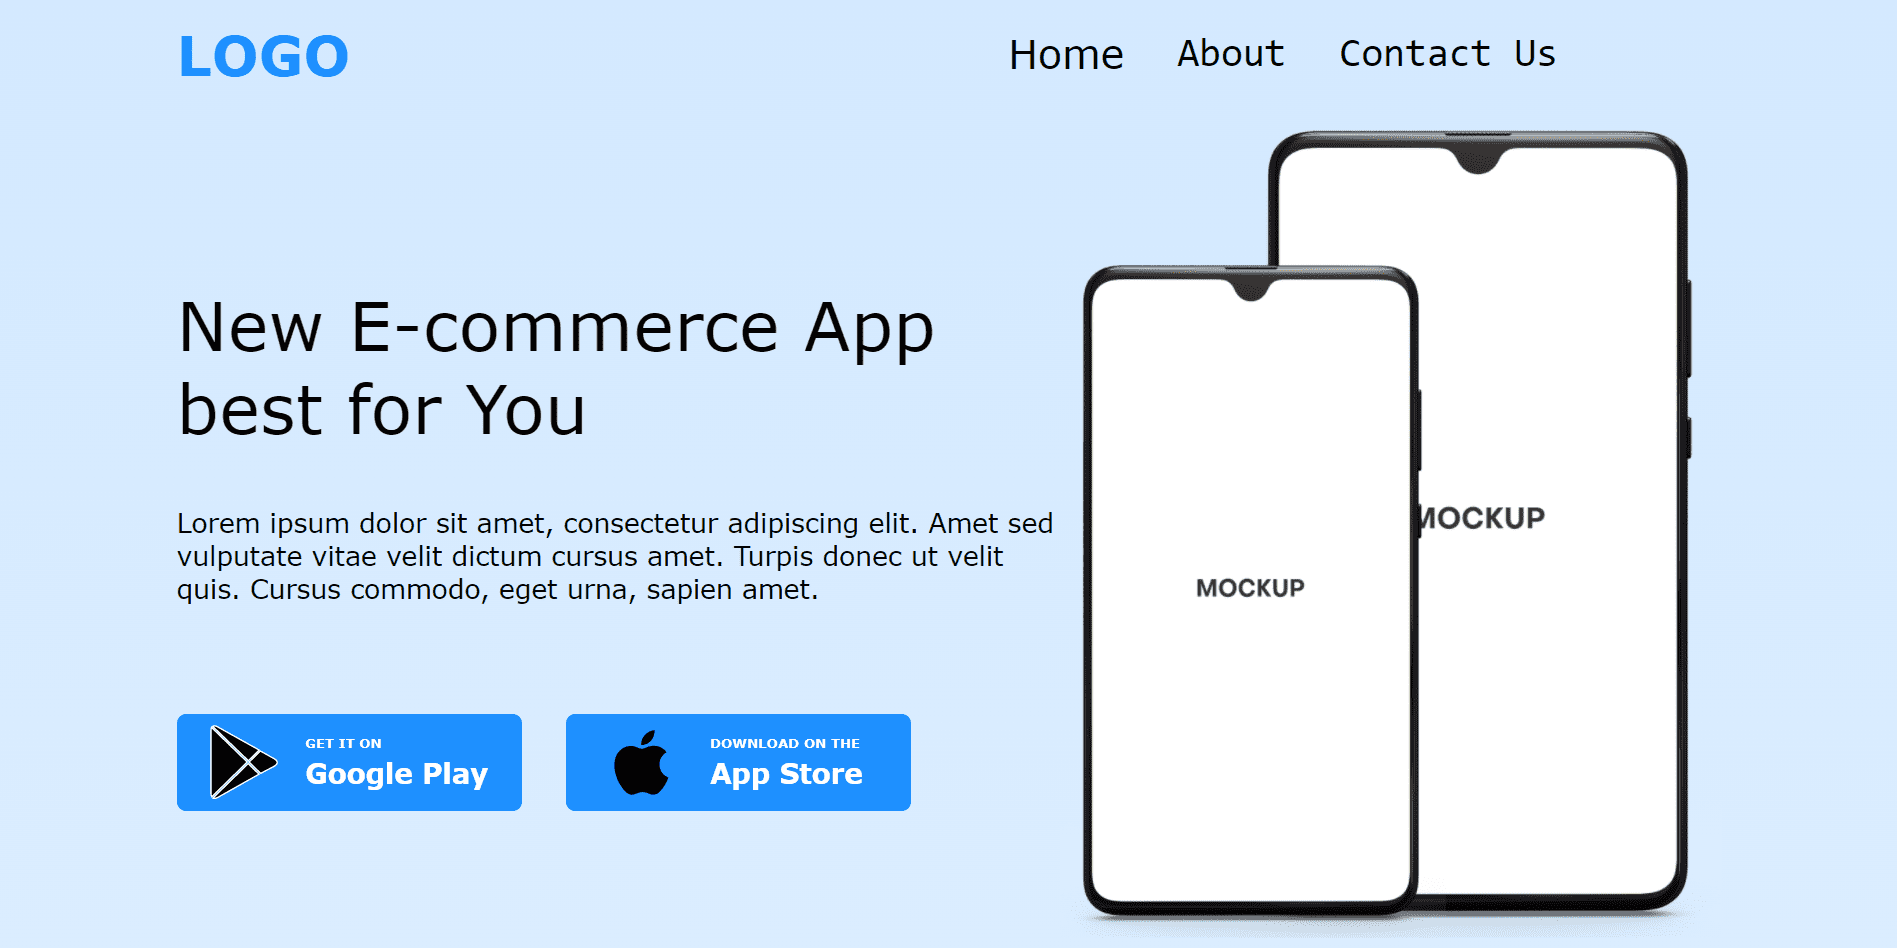 LOGO
Home About Contact Us
New E-commerce App
best for You
Lorem ipsum dolor sit amet, consectetur adipiscing elit. Amet sed
vulputate vitae velit dictum cursus amet. Turpis donec ut velit
quis. Cursus commodo, eget urna, sapien amet.
GET IT ON
Google Play
DOWNLOAD ON THE
App Store
MOCKUP
MOCKUP